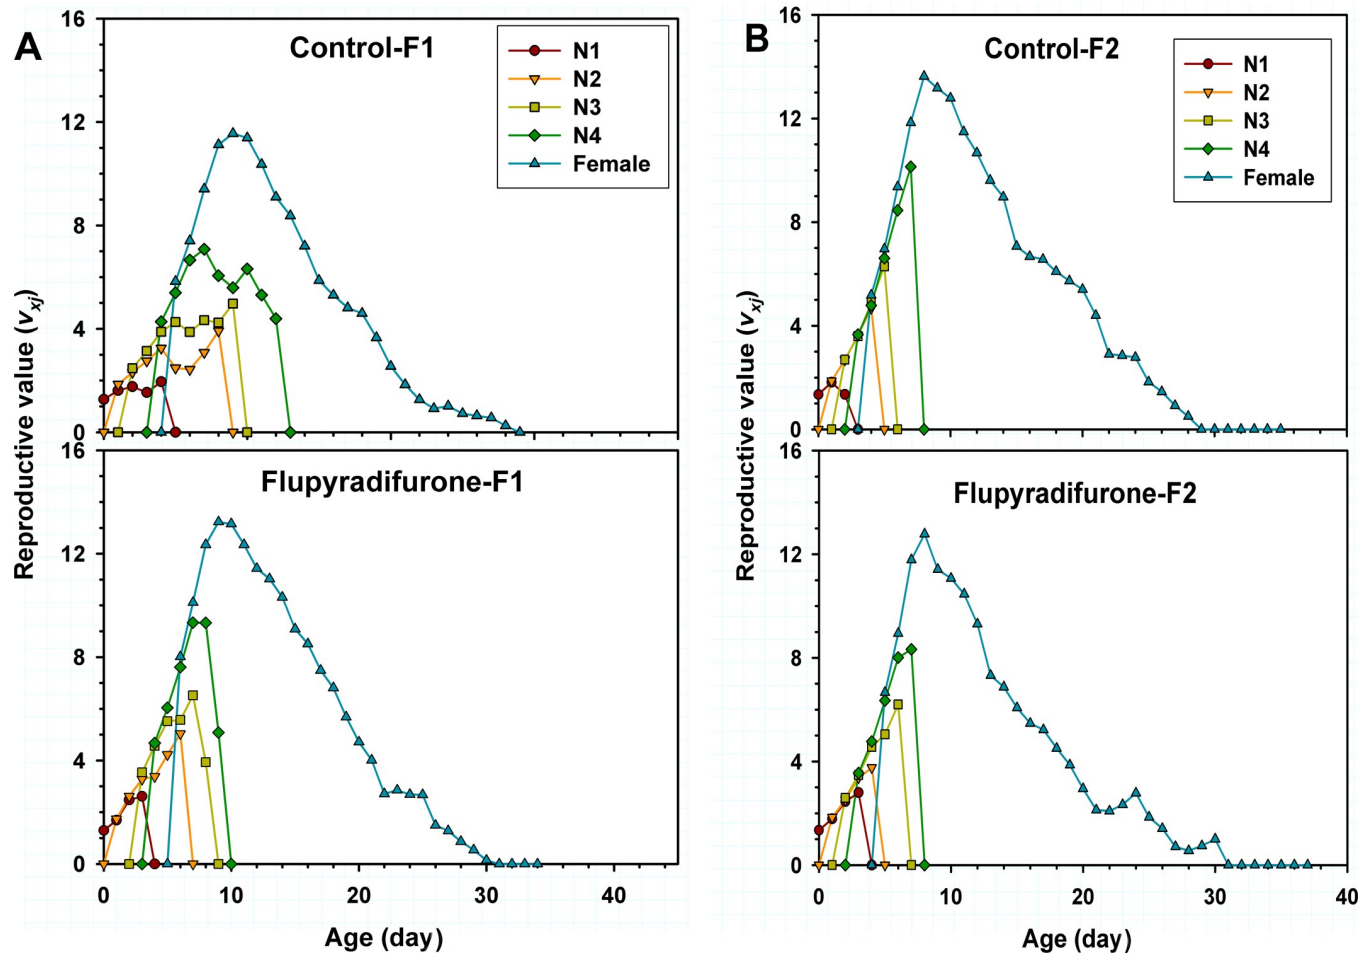 A
Control-F1
N1
N2
N3
N4
Female
16
12
8
4
0
Reproductive value (vxj)
16
12
8
4
0
Flupyradifurone-F1
0
10
20
30
40
Age (day)
B
Control-F2
N1
N2
N3
N4
Female
16
12
8
4
0
Reproductive value (vxj)
16
12
8
4
0
Flupyradifurone-F2
0
10
20
30
40
Age (day)